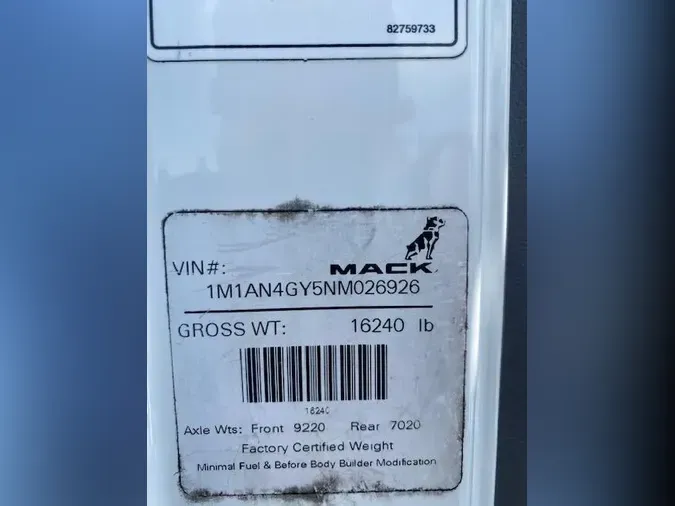 82759733
VIN#: MACK
1M1AN4GY5NM026926
GROSS WT: 16240 lb
16240
Axle Wts: Front 9220 Rear 7020
Factory Certified Weight
Minimal Fuel & Before Body Builder Modification